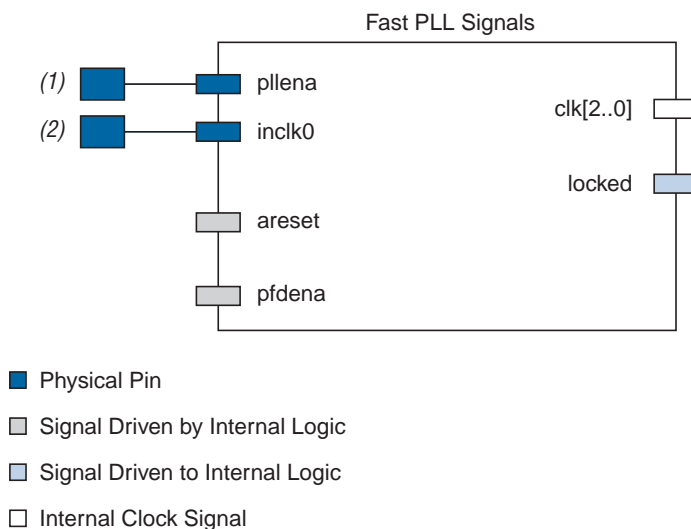 Fast PLL Signals
(1)
pllena
clk[2..0]
(2)
inclk0
locked
areset
pfdena
Physical Pin
Signal Driven by Internal Logic
Signal Driven to Internal Logic
Internal Clock Signal